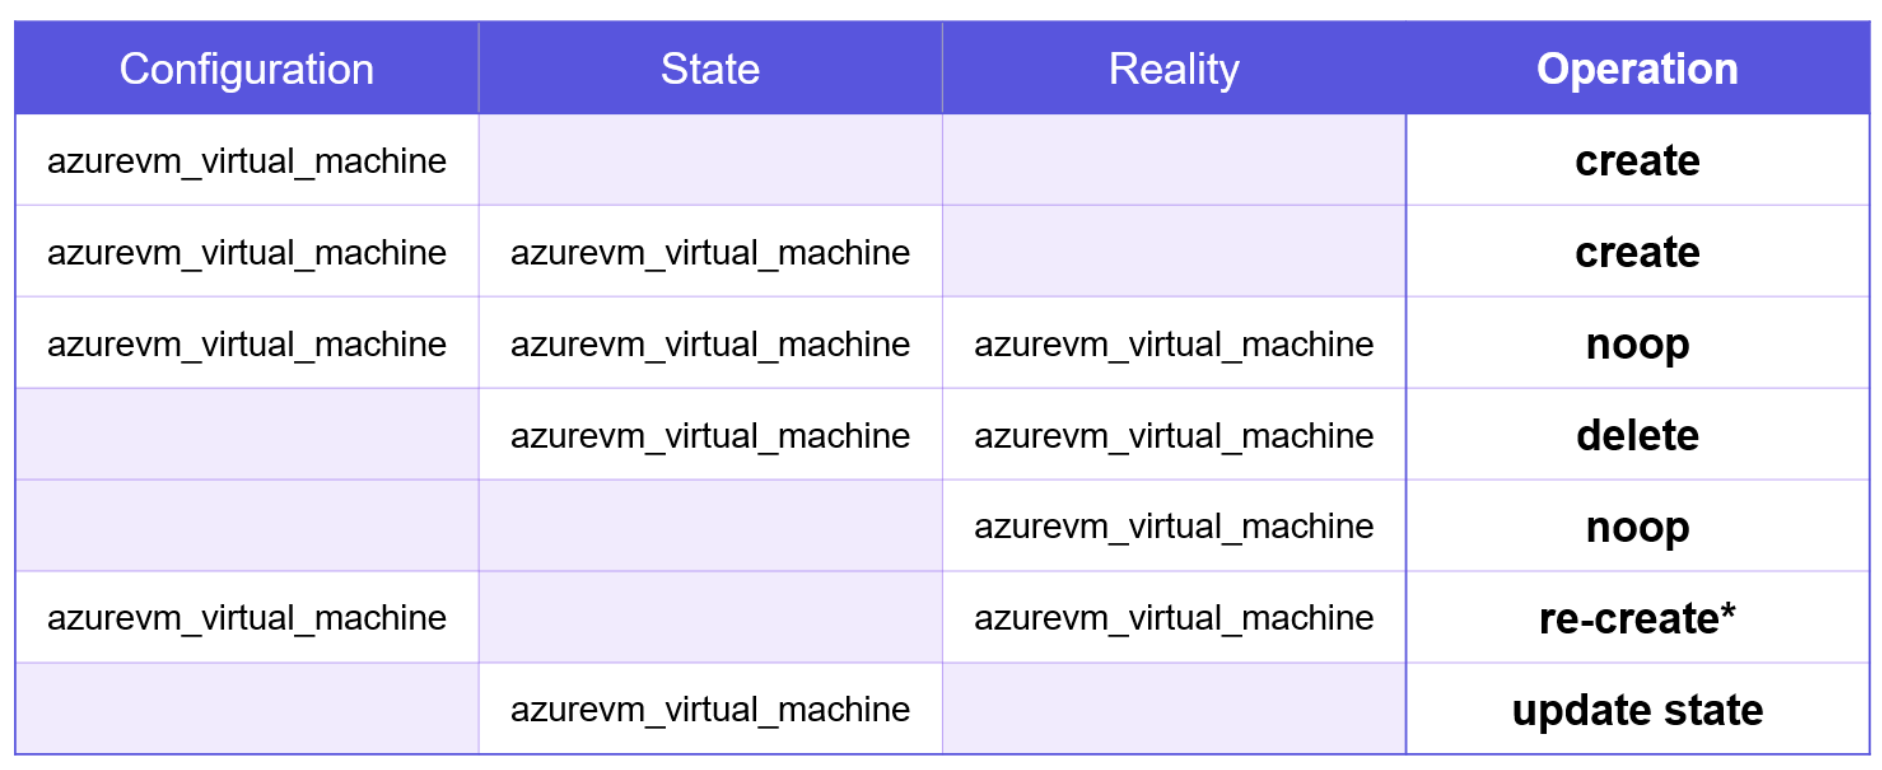 Configuration State Reality Operation
azurevm_virtual_machine create
azurevm_virtual_machine azurevm_virtual_machine create
azurevm_virtual_machine azurevm_virtual_machine azurevm_virtual_machine noop
azurevm_virtual_machine azurevm_virtual_machine delete
azurevm_virtual_machine noop
azurevm_virtual_machine azurevm_virtual_machine re-create*
azurevm_virtual_machine update state